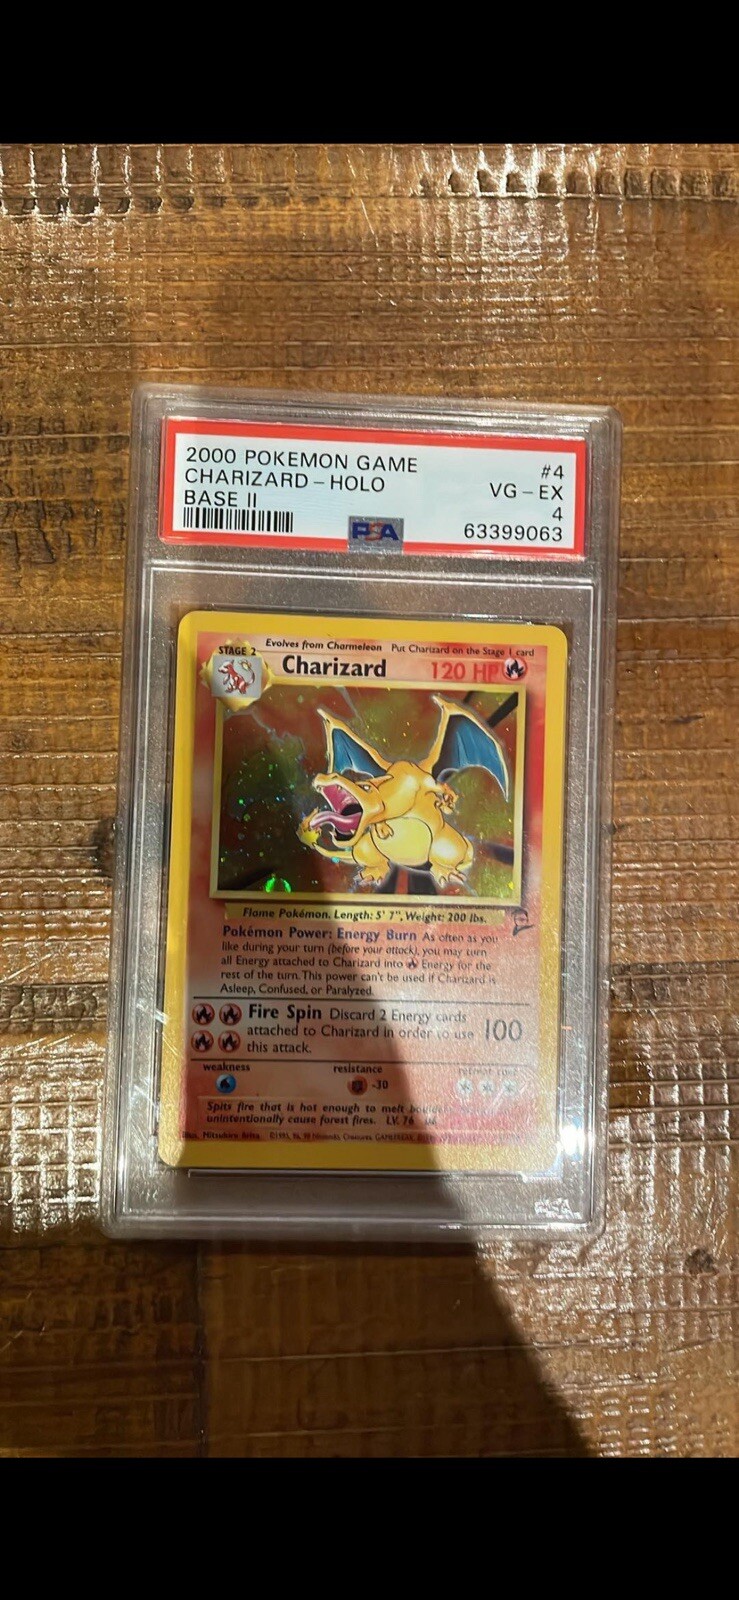 2000 POKEMON GAME #4
CHARIZARD - HOLO VG - EX
BASE II 4
PSA 63399063
Evolves from Charmeleon Put Charizard on the Stage 1 card
STAGE 2 Charizard 120 HP
Flame Pokémon. Length: 5' 7", Weight: 200 lbs.
Pokémon Power: Energy Burn As often as you
like during your turn (before your attack), you may turn
all Energy attached to Charizard into Energy for the
rest of the turn. This power can't be used if Charizard is
Asleep, Confused, or Paralyzed.
Fire Spin Discard 2 Energy cards
attached to Charizard in order to use 100
this attack.
weakness resistance retreat cost
-30
Spits fire that is hot enough to melt boulders.
unintentionally cause forest fires. LV. 76 #6
Illus. Mitsuhiro Arita